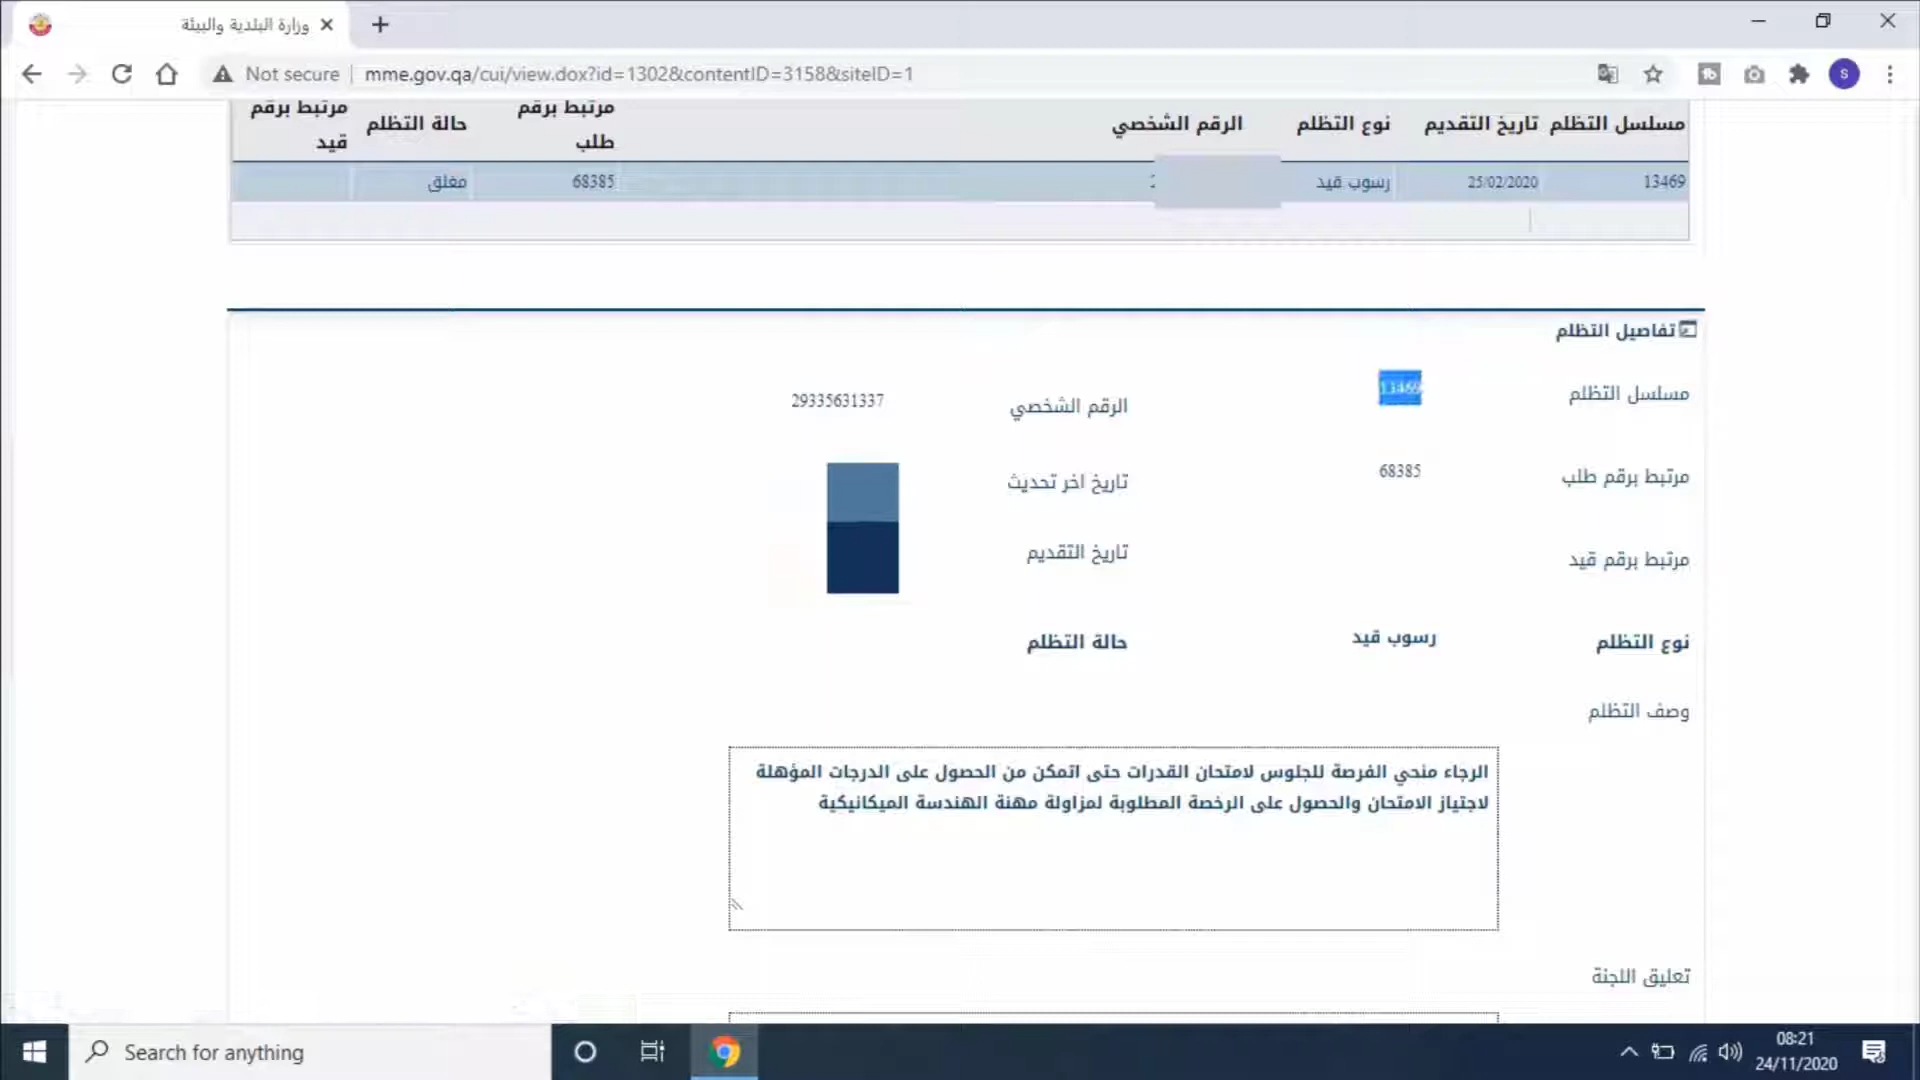 وزارة البلدية والبيئة
Not secure
mme.gov.qa/cui/view.dox?id=1302&contentID=3158&siteID=1
S
مسلسل التظلم تاريخ التقديم نوع التظلم الرقم الشخصي مرتبط برقم طلب حالة التظلم مرتبط برقم قيد
13469 25/02/2020 رسوب قيد 68385 مغلق
تفاصيل التظلم
مسلسل التظلم 13469 الرقم الشخصي 29335631337
مرتبط برقم طلب 68385 تاريخ اخر تحديث
مرتبط برقم قيد تاريخ التقديم
نوع التظلم رسوب قيد حالة التظلم
وصف التظلم
الرجاء منحي الفرصة للجلوس لامتحان القدرات حتى اتمكن من الحصول على الدرجات المؤهلة
لاجتياز الامتحان والحصول على الرخصة المطلوبة لمزاولة مهنة الهندسة الميكانيكية
تعليق اللجنة
Search for anything
08:21
24/11/2020